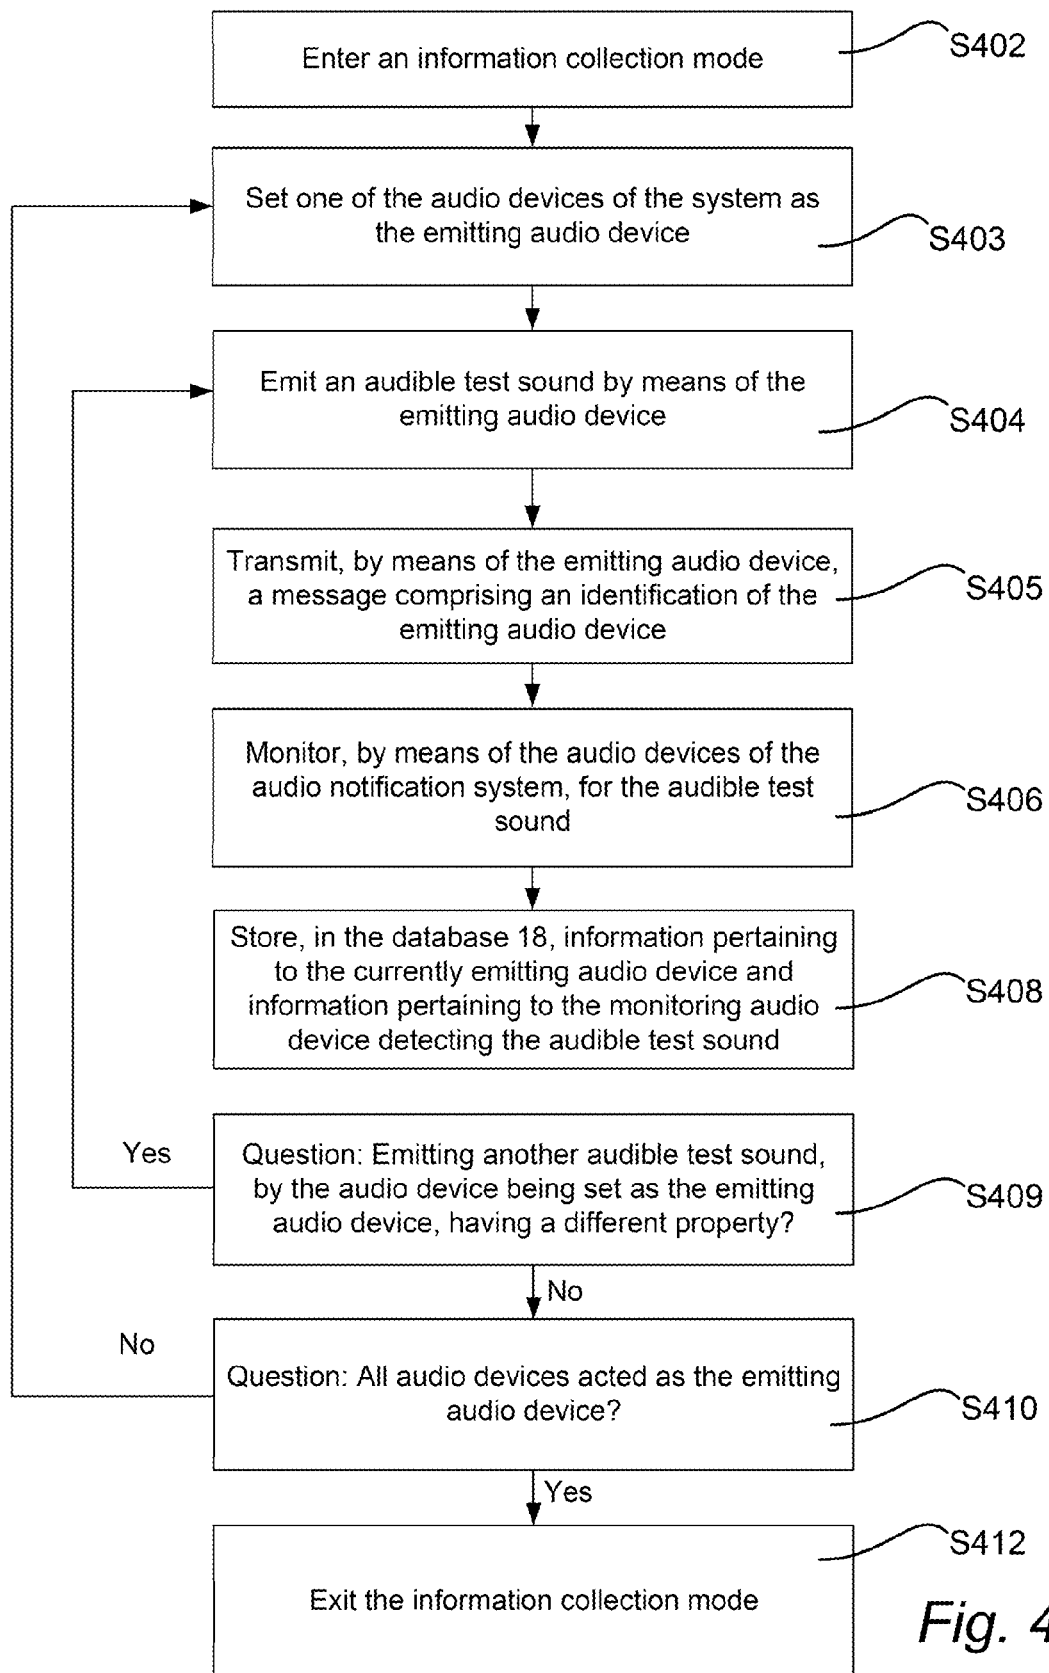 Enter an information collection mode
S402
Set one of the audio devices of the system as
the emitting audio device
S403
Emit an audible test sound by means of the
emitting audio device
S404
Transmit, by means of the emitting audio device,
a message comprising an identification of the
emitting audio device
S405
Monitor, by means of the audio devices of the
audio notification system, for the audible test
sound
S406
Store, in the database 18, information pertaining
to the currently emitting audio device and
information pertaining to the monitoring audio
device detecting the audible test sound
S408
Yes
Question: Emitting another audible test sound,
by the audio device being set as the emitting
audio device, having a different property?
S409
No
No
Question: All audio devices acted as the emitting
audio device?
S410
Yes
Exit the information collection mode
S412
Fig. 4